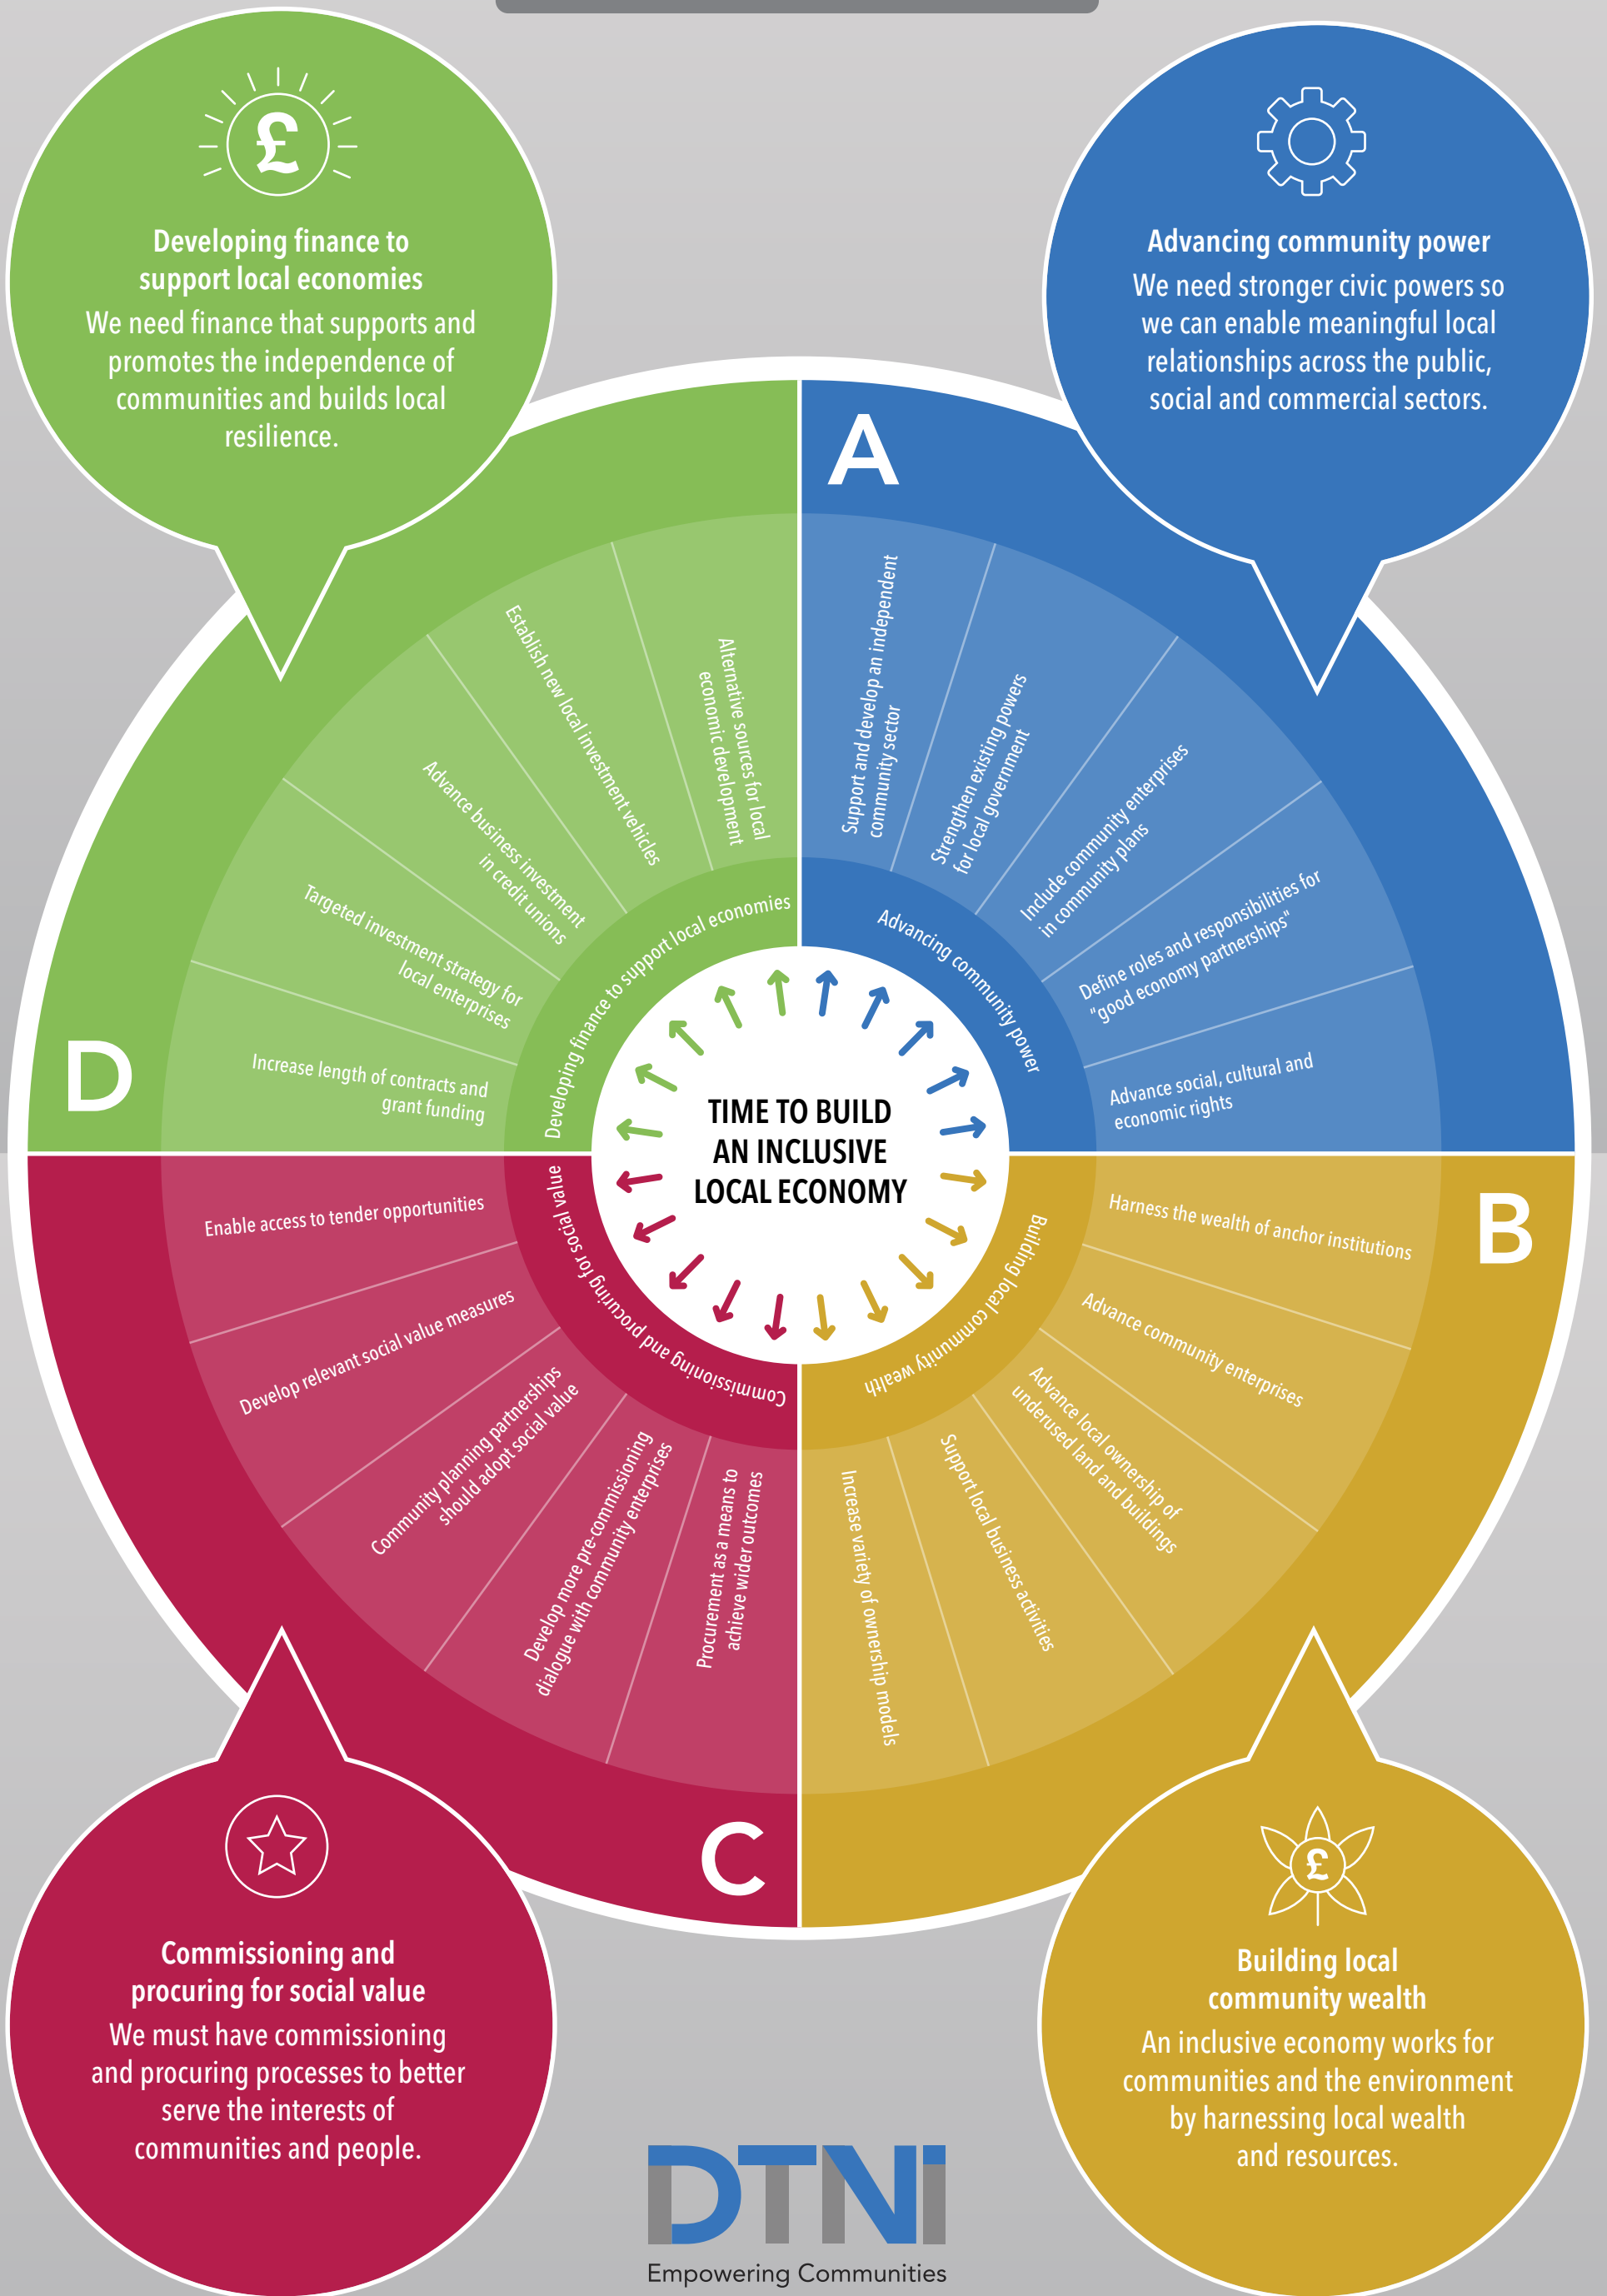 £
Developing finance to
support local economies
We need finance that supports and
promotes the independence of
communities and builds local
resilience.
Advancing community power
We need stronger civic powers so
we can enable meaningful local
relationships across the public,
social and commercial sectors.
A
Support and develop an independent
community sector
Strengthen existing powers
for local government
Include community enterprises
in community plans
Define roles and responsibilities for
"good economy partnerships"
Advance social, cultural and
economic rights
Advancing community power
B
Harness the wealth of anchor institutions
Advance community enterprises
Advance local ownership of
underused land and buildings
Support local business activities
Increase variety of ownership models
Building local community wealth
C
Procurement as a means to
achieve wider outcomes
Develop more pre-commissioning
dialogue with community enterprises
Community planning partnerships
should adopt social value
Develop relevant social value measures
Enable access to tender opportunities
Commissioning and procuring for social value
D
Increase length of contracts and
grant funding
Targeted investment strategy for
local enterprises
Advance business investment
in credit unions
Establish new local investment vehicles
Alternative sources for local
economic development
Developing finance to support local economies
TIME TO BUILD
AN INCLUSIVE
LOCAL ECONOMY
Commissioning and
procuring for social value
We must have commissioning
and procuring processes to better
serve the interests of
communities and people.
£
Building local
community wealth
An inclusive economy works for
communities and the environment
by harnessing local wealth
and resources.
DTNi
Empowering Communities